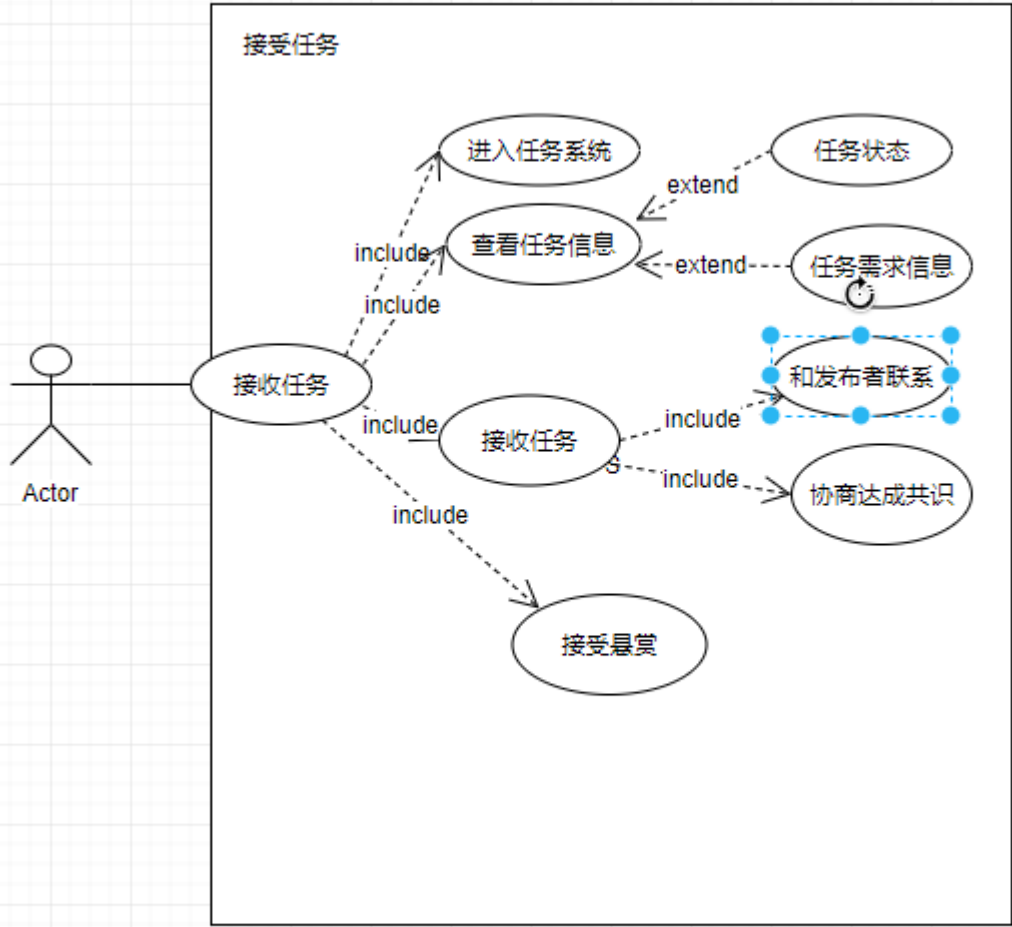 接受任务
进入任务系统
任务状态
extend
查看任务信息
include
extend
任务需求信息
include
接收任务
和发布者联系
include
接收任务
include
include
协商达成共识
Actor
include
接受悬赏